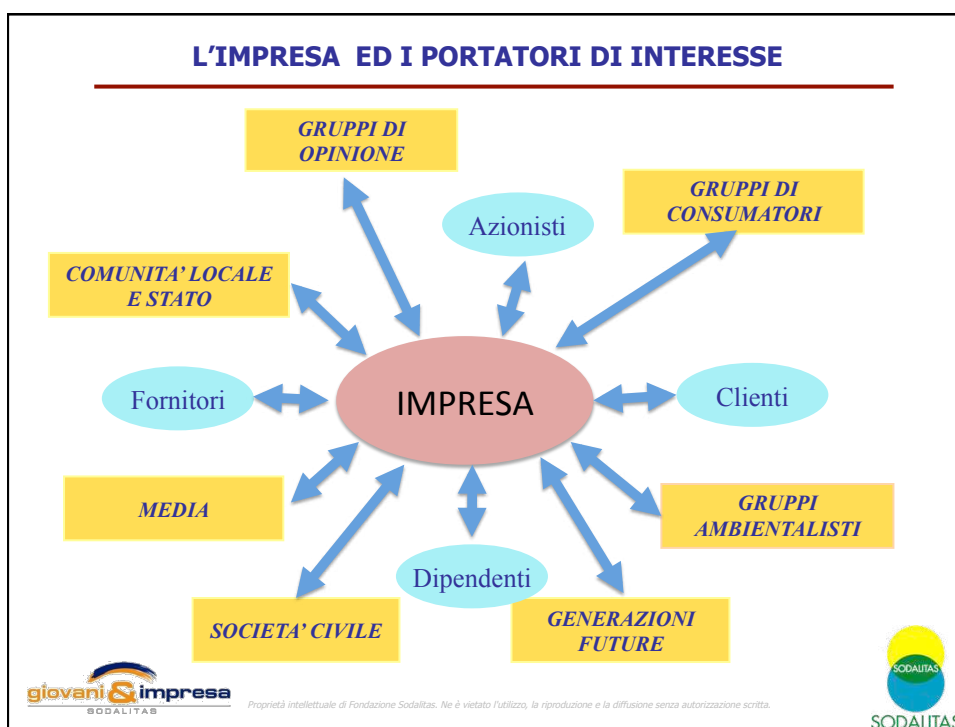 L'IMPRESA ED I PORTATORI DI INTERESSE
GRUPPI DI
OPINIONE
Azionisti
GRUPPI DI
CONSUMATORI
COMUNITA' LOCALE
E STATO
Fornitori
IMPRESA
Clienti
MEDIA
GRUPPI
AMBIENTALISTI
Dipendenti
SOCIETA' CIVILE
GENERAZIONI
FUTURE
giovani&impresa
SODALITAS
Proprietà intellettuale di Fondazione Sodalitas. Ne è vietato l'utilizzo, la riproduzione e la diffusione senza autorizzazione scritta.
SODALITAS
SODALITAS